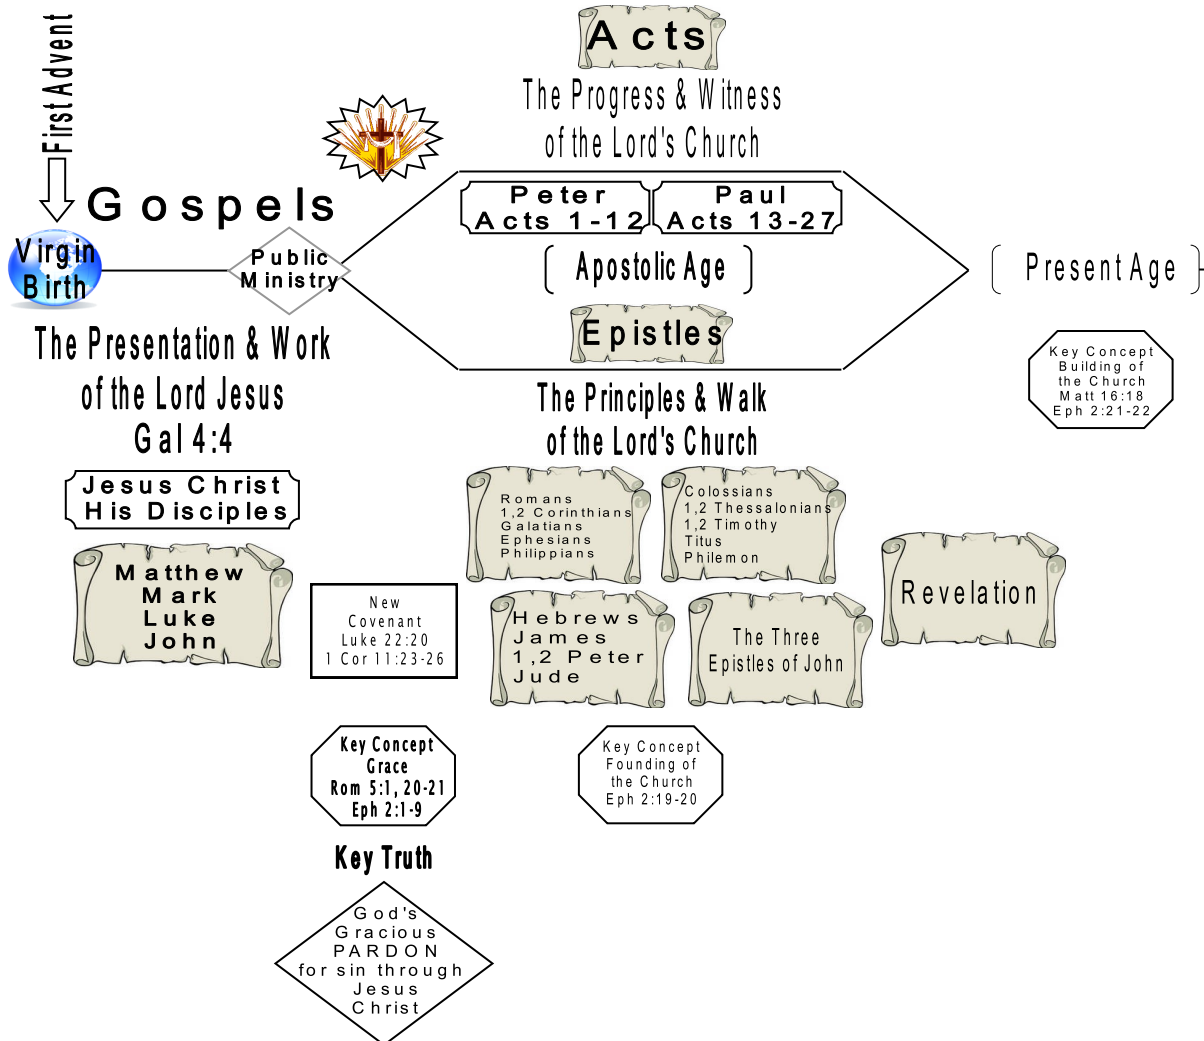 First Advent
Virgin
Birth
Gospels
Public
Ministry
The Presentation & Work
of the Lord Jesus
Gal 4:4
Jesus Christ
His Disciples
Matthew
Mark
Luke
John
Acts
The Progress & Witness
of the Lord's Church
Peter
Acts 1-12
Paul
Acts 13-27
Apostolic Age
Epistles
The Principles & Walk
of the Lord's Church
Romans
1,2 Corinthians
Galatians
Ephesians
Philippians
Colossians
1,2 Thessalonians
1,2 Timothy
Titus
Philemon
Hebrews
James
1,2 Peter
Jude
The Three
Epistles of John
Revelation
Present Age
Key Concept
Building of
the Church
Matt 16:18
Eph 2:21-22
New
Covenant
Luke 22:20
1 Cor 11:23-26
Key Concept
Grace
Rom 5:1, 20-21
Eph 2:1-9
Key Concept
Founding of
the Church
Eph 2:19-20
Key Truth
God's
Gracious
PARDON
for sin through
Jesus
Christ